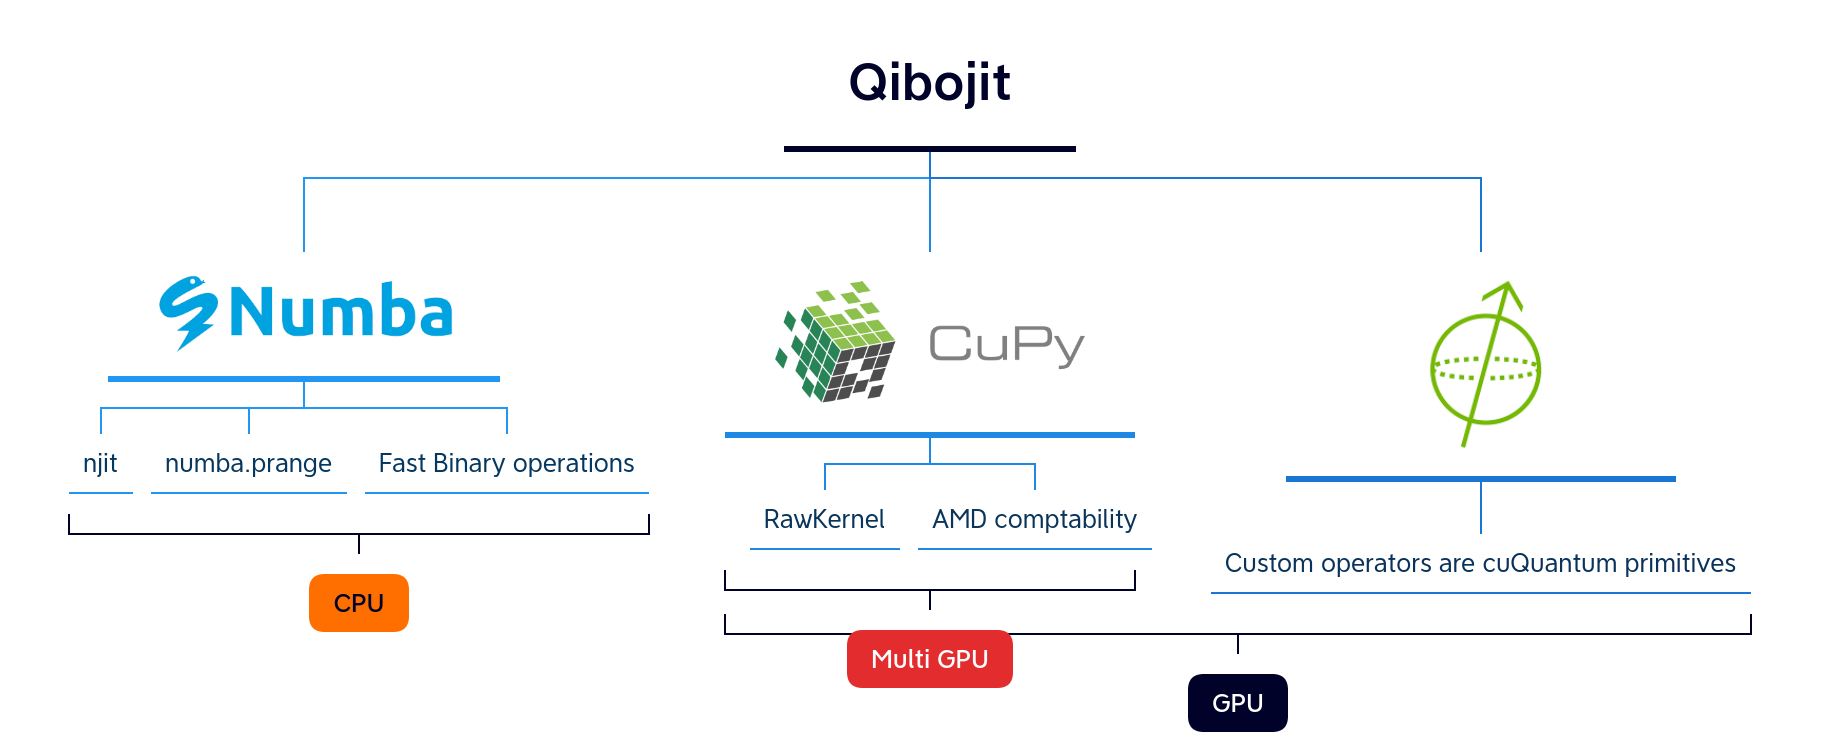 Qibojit
Numba
CuPy
njit
numba.prange
Fast Binary operations
RawKernel
AMD comptability
Custom operators are cuQuantum primitives
CPU
Multi GPU
GPU